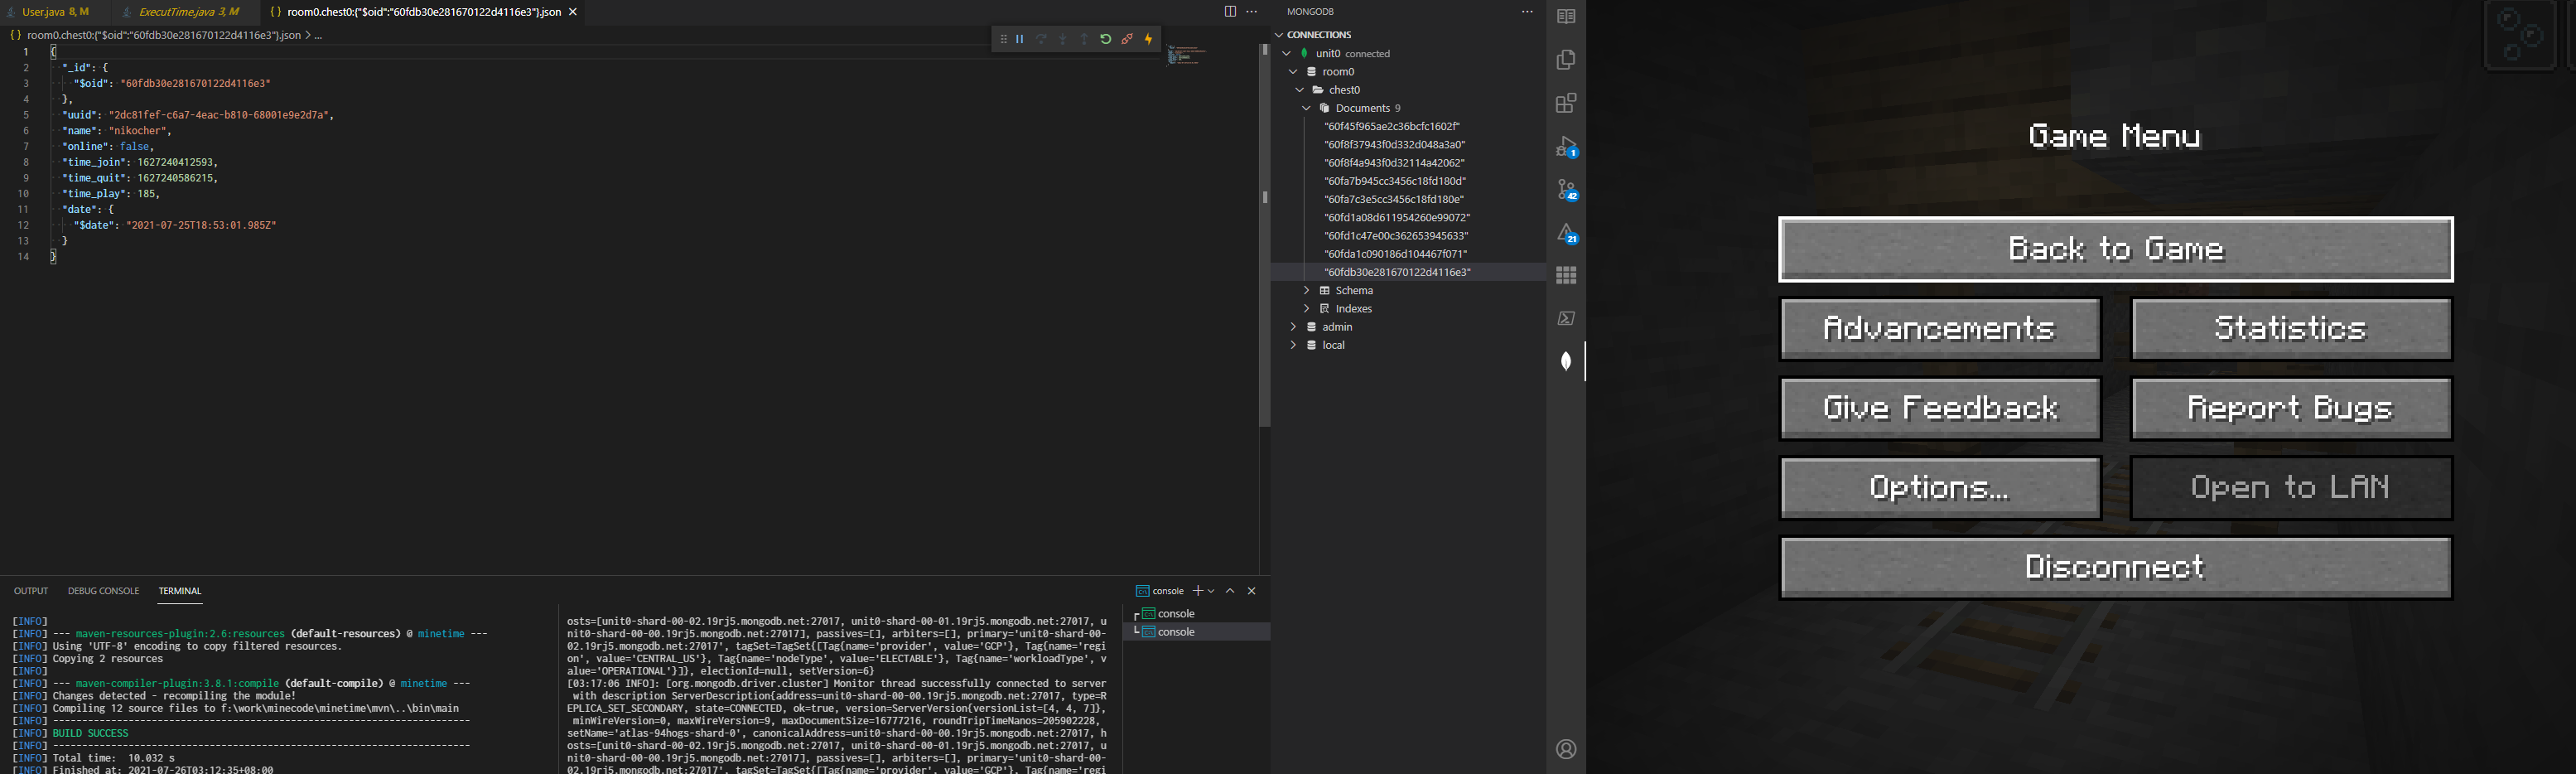 User.java 8, M
ExecutTime.java 3, M
{ } room0.chest0:{"$oid":"60fdb30e281670122d4116e3"}.json
{ } room0.chest0:{"$oid":"60fdb30e281670122d4116e3"}.json > ...
1 {
2 "_id": {
3 "$oid": "60fdb30e281670122d4116e3"
4 },
5 "uuid": "2dc81fef-c6a7-4eac-b810-68001e9e2d7a",
6 "name": "nikocher",
7 "online": false,
8 "time_join": 1627240412593,
9 "time_quit": 1627240586215,
10 "time_play": 185,
11 "date": {
12 "$date": "2021-07-25T18:53:01.985Z"
13 }
14 }
OUTPUT DEBUG CONSOLE TERMINAL
console
console
console
[INFO]
[INFO] --- maven-resources-plugin:2.6:resources (default-resources) @ minetime ---
[INFO] Using 'UTF-8' encoding to copy filtered resources.
[INFO] Copying 2 resources
[INFO]
[INFO] --- maven-compiler-plugin:3.8.1:compile (default-compile) @ minetime ---
[INFO] Changes detected - recompiling the module!
[INFO] Compiling 12 source files to f:\work\minecode\minetime\mvn\..\bin\main
[INFO] ------------------------------------------------------------------------
[INFO] BUILD SUCCESS
[INFO] ------------------------------------------------------------------------
[INFO] Total time: 10.032 s
[INFO] Finished at: 2021-07-26T03:12:35+08:00
osts=[unit0-shard-00-02.19rj5.mongodb.net:27017, unit0-shard-00-01.19rj5.mongodb.net:27017, u
nit0-shard-00-00.19rj5.mongodb.net:27017], passives=[], arbiters=[], primary='unit0-shard-00-
02.19rj5.mongodb.net:27017', tagSet=TagSet{[Tag{name='provider', value='GCP'}, Tag{name='regi
on', value='CENTRAL_US'}, Tag{name='nodeType', value='ELECTABLE'}, Tag{name='workloadType', v
alue='OPERATIONAL'}]}, electionId=null, setVersion=6}
[03:17:06 INFO]: [org.mongodb.driver.cluster] Monitor thread successfully connected to server
with description ServerDescription{address=unit0-shard-00-00.19rj5.mongodb.net:27017, type=R
EPLICA_SET_SECONDARY, state=CONNECTED, ok=true, version=ServerVersion{versionList=[4, 4, 7]},
minWireVersion=0, maxWireVersion=9, maxDocumentSize=16777216, roundTripTimeNanos=205902228,
setName='atlas-94hogs-shard-0', canonicalAddress=unit0-shard-00-00.19rj5.mongodb.net:27017, h
osts=[unit0-shard-00-02.19rj5.mongodb.net:27017, unit0-shard-00-01.19rj5.mongodb.net:27017, u
nit0-shard-00-00.19rj5.mongodb.net:27017], passives=[], arbiters=[], primary='unit0-shard-00-
02.19rj5.mongodb.net:27017', tagSet=TagSet{[Tag{name='provider', value='GCP'}, Tag{name='regi
MONGODB
CONNECTIONS
unit0 connected
room0
chest0
Documents 9
"60f45f965ae2c36bcfc1602f"
"60f8f37943f0d332d048a3a0"
"60f8f4a943f0d32114a42062"
"60fa7b945cc3456c18fd180d"
"60fa7c3e5cc3456c18fd180e"
"60fd1a08d611954260e99072"
"60fd1c47e00c362653945633"
"60fda1c090186d104467f071"
"60fdb30e281670122d4116e3"
Schema
Indexes
admin
local
1
42
21
Game Menu
Back to Game
Advancements
Statistics
Give Feedback
Report Bugs
Options...
Open to LAN
Disconnect